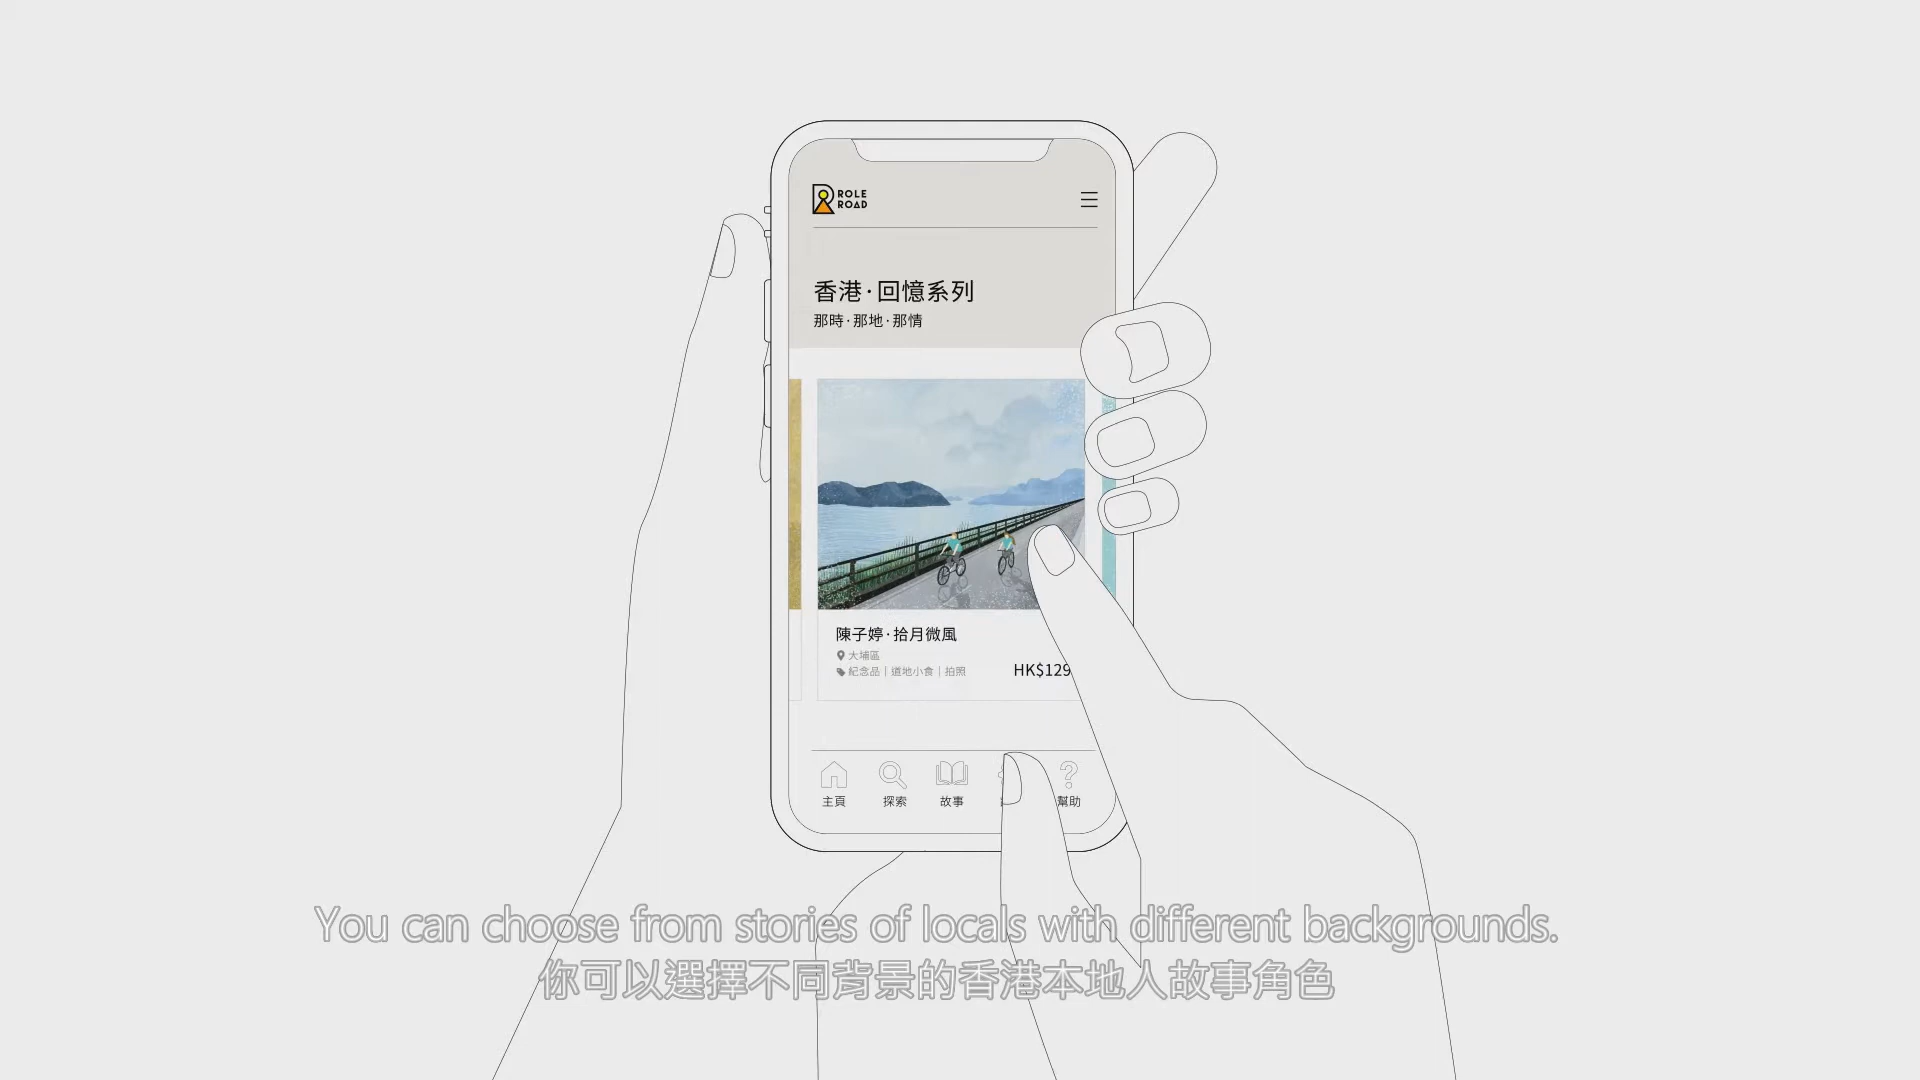 ROLE
ROAD
香港·回憶系列
那時·那地·那情
陳子婷·拾月微風
大埔區
紀念品｜道地小食｜拍照
HK$129
主頁
探索
故事
幫助
You can choose from stories of locals with different backgrounds.
你可以選擇不同背景的香港本地人故事角色